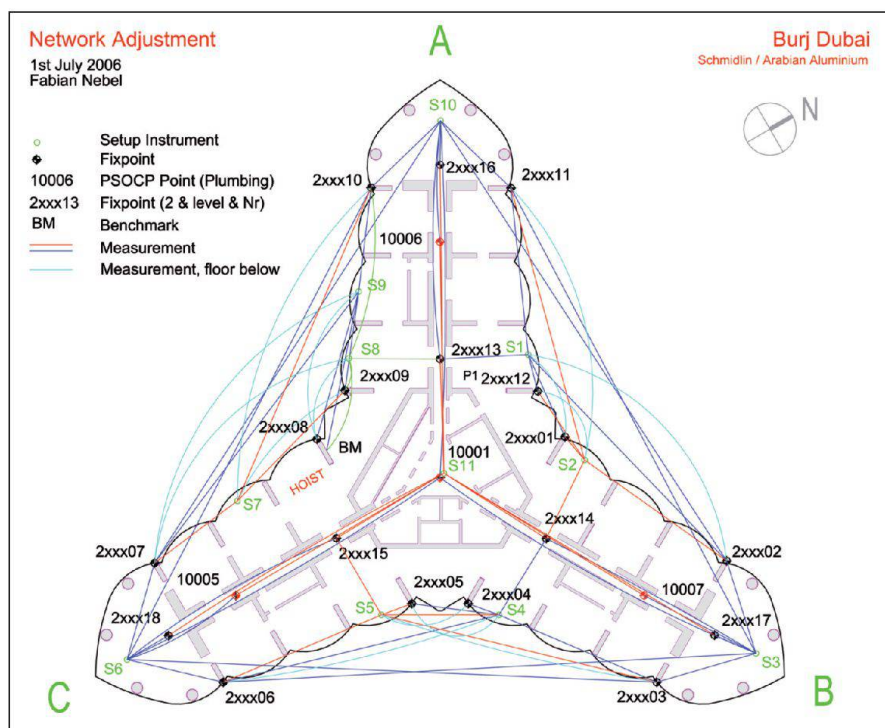 Network Adjustment
1st July 2006
Fabian Nebel
Burj Dubai
Schmidlin / Arabian Aluminium
N
A
Setup Instrument
Fixpoint
10006 PSOCP Point (Plumbing)
2xxx13 Fixpoint (2 & level & Nr)
BM Benchmark
Measurement
Measurement, floor below
S10
2xxx16
2xxx10
2xxx11
10006
S9
S8
2xxx13
S1
P1
2xxx09
2xxx12
2xxx08
2xxx01
BM
10001
S11
S2
HOIST
S7
2xxx14
2xxx07
2xxx15
2xxx02
10005
2xxx05
2xxx04
10007
2xxx18
S5
S4
2xxx17
S6
S3
2xxx06
2xxx03
C
B